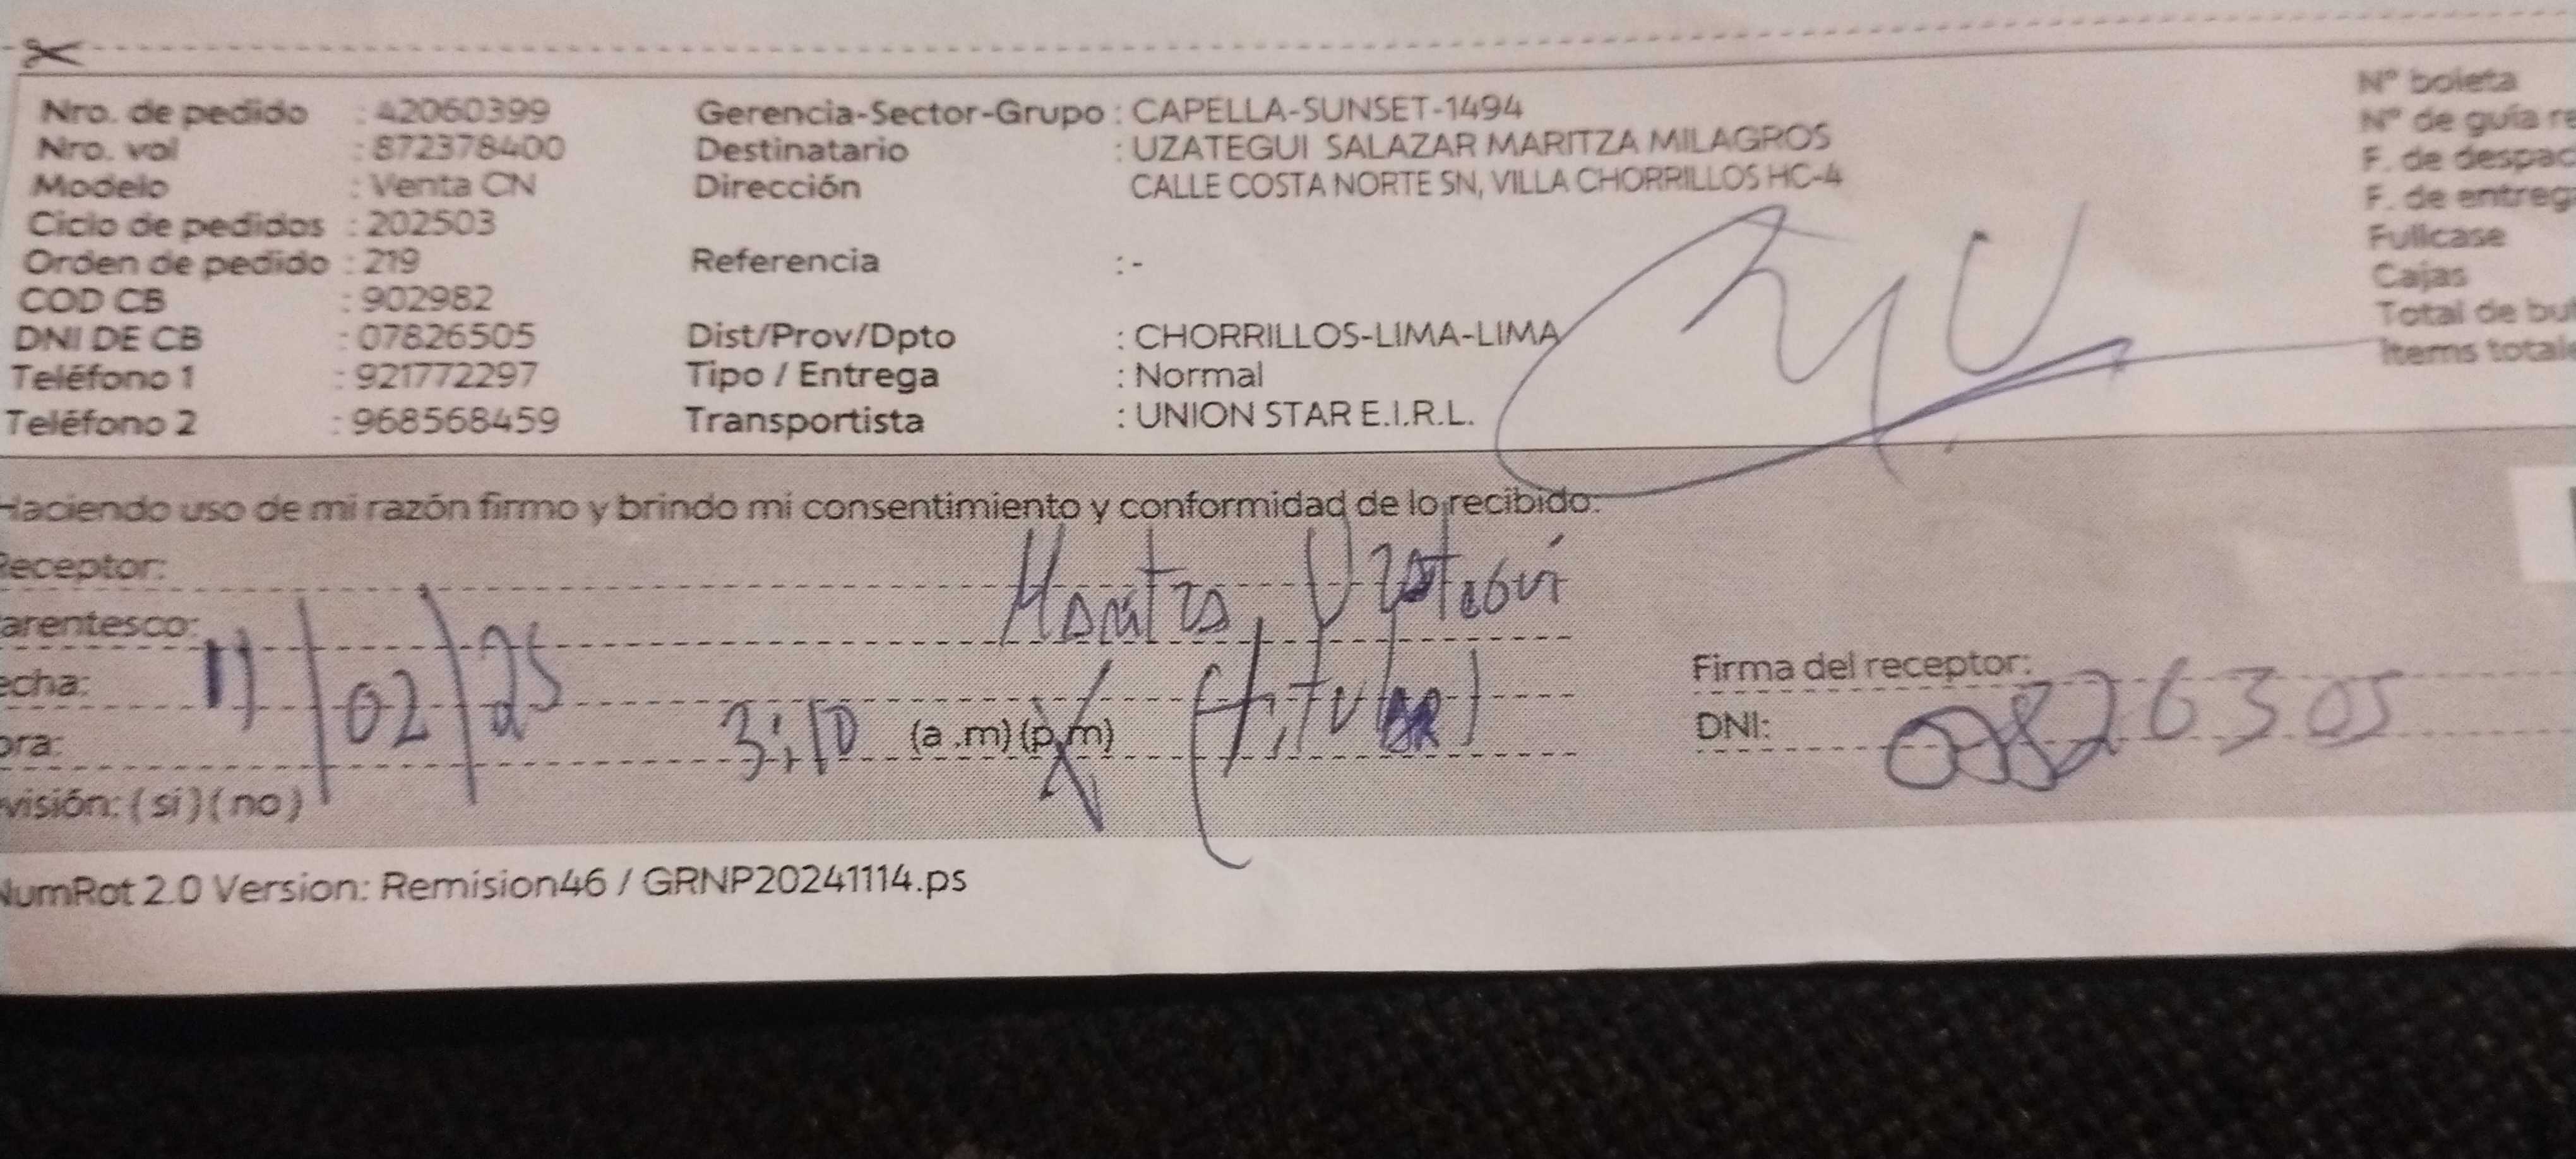 Nro. de pedido : 42060399 Gerencia-Sector-Grupo : CAPELLA-SUNSET-1494 N° boleta
Nro. vol : 872378400 Destinatario : UZATEGUI SALAZAR MARITZA MILAGROS N° de guía re
Modelo : Venta CN Dirección CALLE COSTA NORTE SN, VILLA CHORRILLOS HC-4 F. de despac
Ciclo de pedidos : 202503 F. de entreg
Orden de pedido : 219 Referencia : - Fullcase
COD CB : 902982 Cajas
DNI DE CB : 07826505 Dist/Prov/Dpto : CHORRILLOS-LIMA-LIMA Total de bu
Teléfono 1 : 921772297 Tipo / Entrega : Normal Items total
Teléfono 2 : 968568459 Transportista : UNION STAR E.I.R.L.
Haciendo uso de mi razón firmo y brindo mi consentimiento y conformidad de lo recibido:
Receptor: Maritza Uzategui
arentesco: (titular)
echa: 11/02/25 Firma del receptor:
ora: 3:10 (a .m) (p.m) DNI:
visión: ( si ) ( no )
NumRot 2.0 Version: Remision46 / GRNP20241114.ps